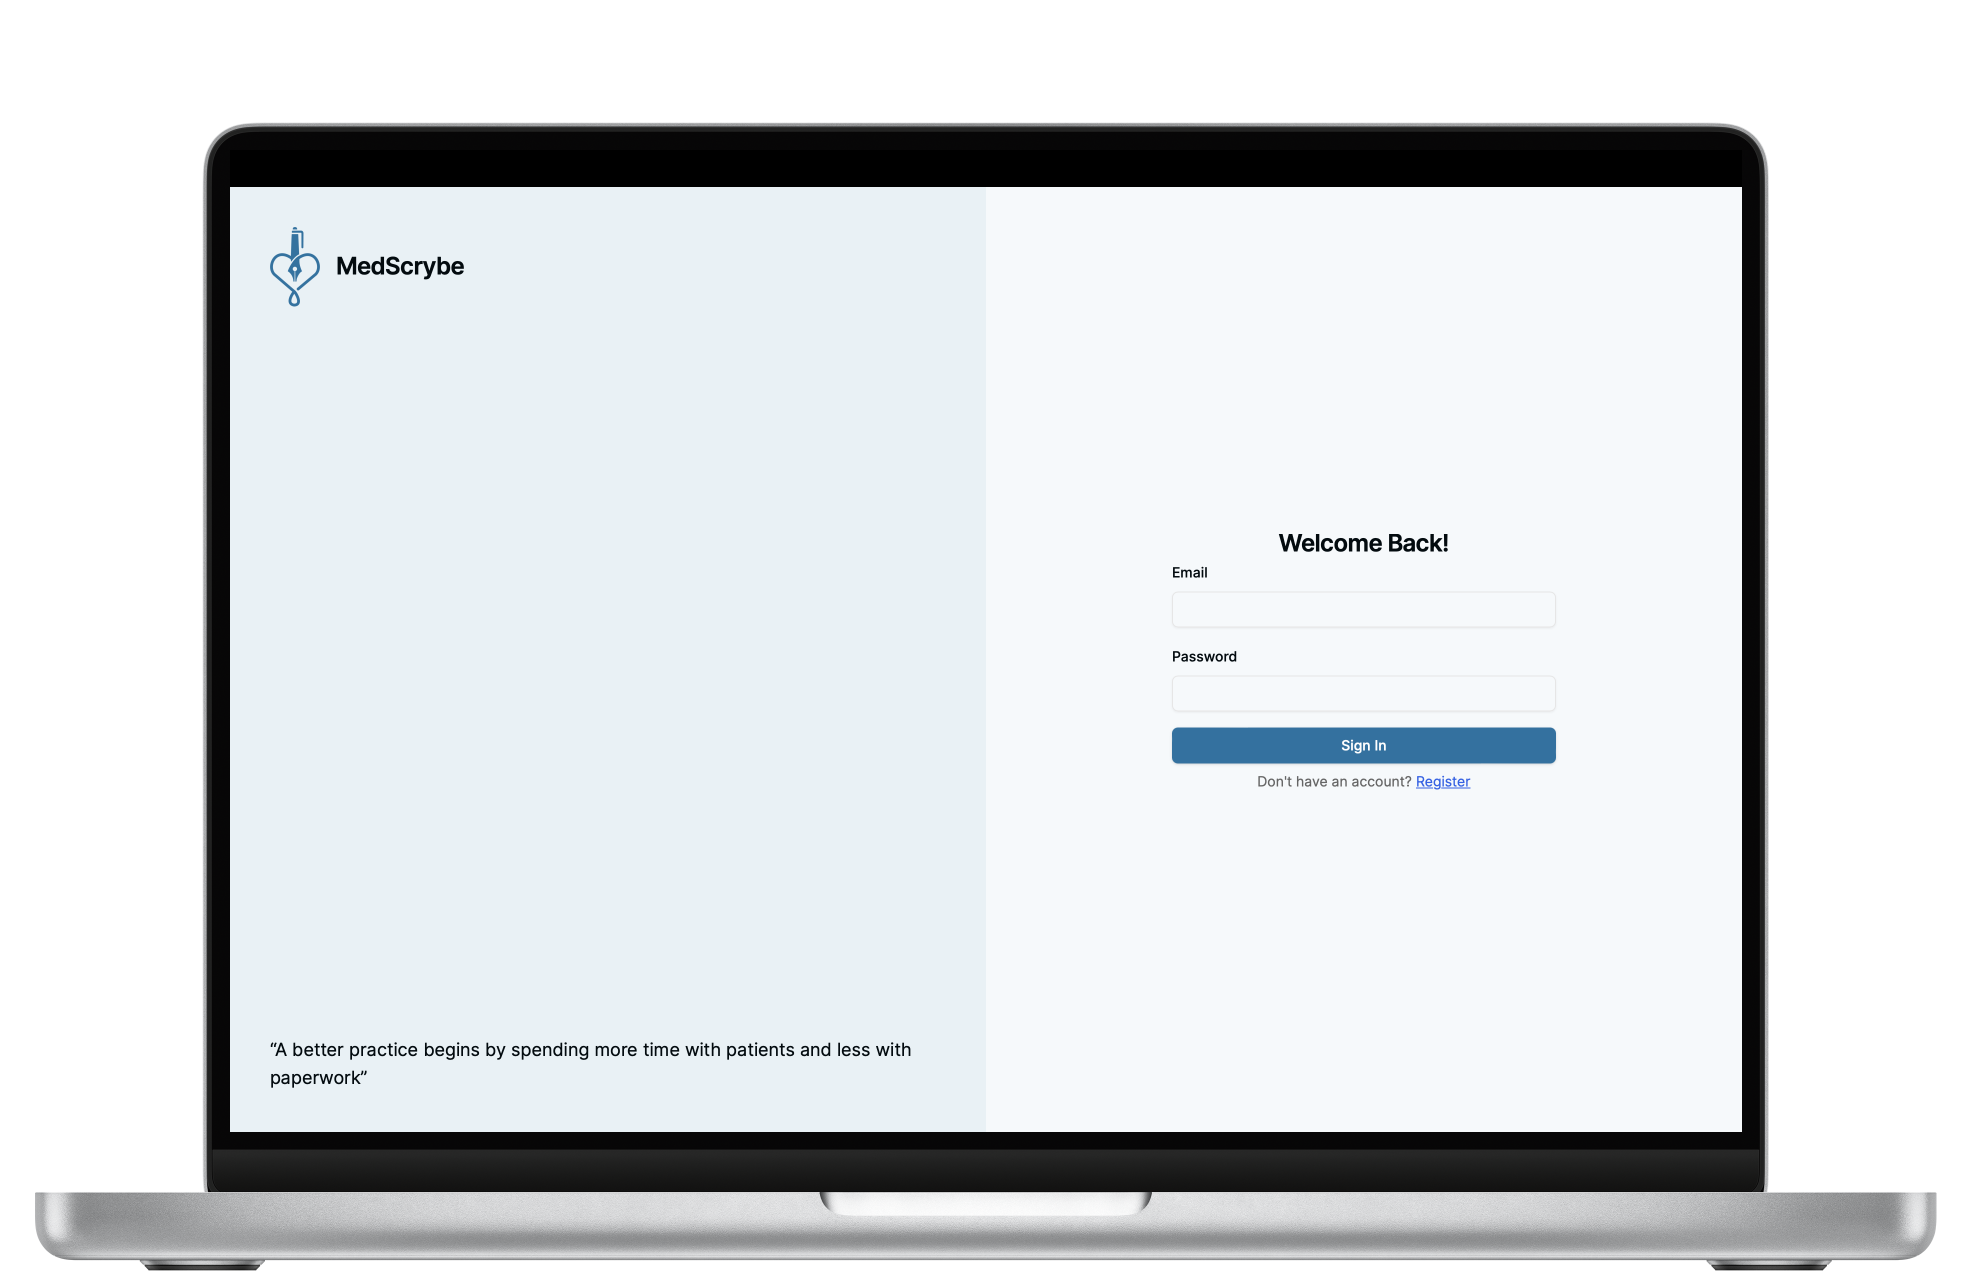 MedScrybe
Welcome Back!
Email
Password
Sign In
Don't have an account? Register
“A better practice begins by spending more time with patients and less with
paperwork”